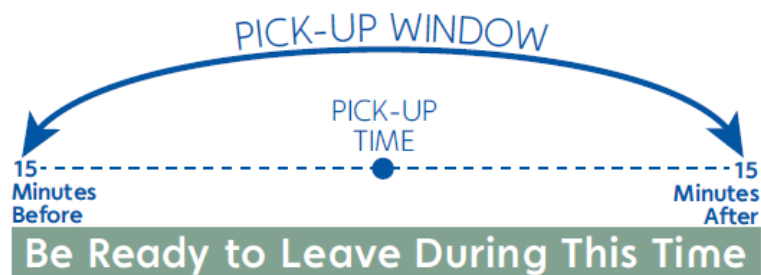 PICK-UP WINDOW
PICK-UP
TIME
15
Minutes
Before
15
Minutes
After
Be Ready to Leave During This Time